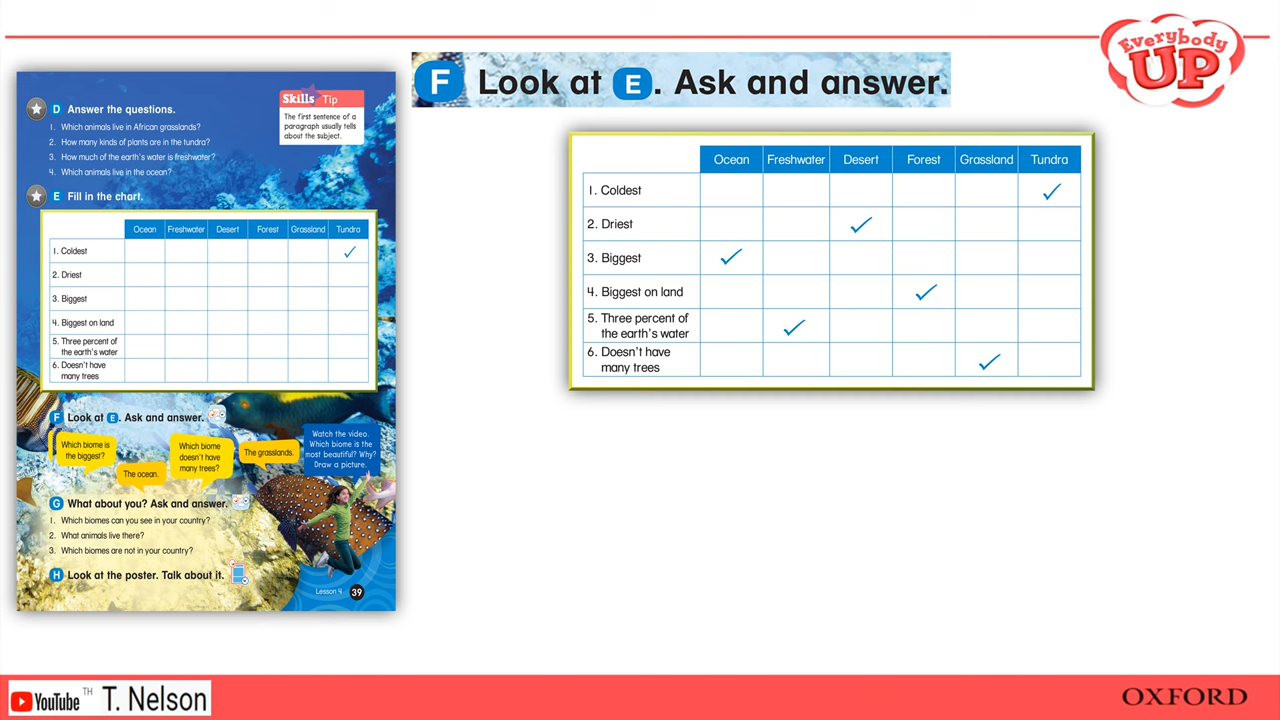 Everybody
UP
F Look at E. Ask and answer.
D Answer the questions.
1. Which animals live in African grasslands?
2. How many kinds of plants are in the tundra?
3. How much of the earth's water is freshwater?
4. Which animals live in the ocean?
Skills Tip
The first sentence of a
paragraph usually tells
about the subject.
E Fill in the chart.
Ocean Freshwater Desert Forest Grassland Tundra
1. Coldest ✓
2. Driest
3. Biggest
4. Biggest on land
5. Three percent of
the earth's water
6. Doesn't have
many trees
F Look at E. Ask and answer.
Which biome is
the biggest?
The ocean.
Which biome
doesn't have
many trees?
The grasslands.
Watch the video.
Which biome is the
most beautiful? Why?
Draw a picture.
G What about you? Ask and answer.
1. Which biomes can you see in your country?
2. What animals live there?
3. Which biomes are not in your country?
H Look at the poster. Talk about it.
Lesson 4 39
Ocean Freshwater Desert Forest Grassland Tundra
1. Coldest ✓
2. Driest ✓
3. Biggest ✓
4. Biggest on land ✓
5. Three percent of
the earth's water ✓
6. Doesn't have
many trees ✓
YouTube TH T. Nelson
OXFORD